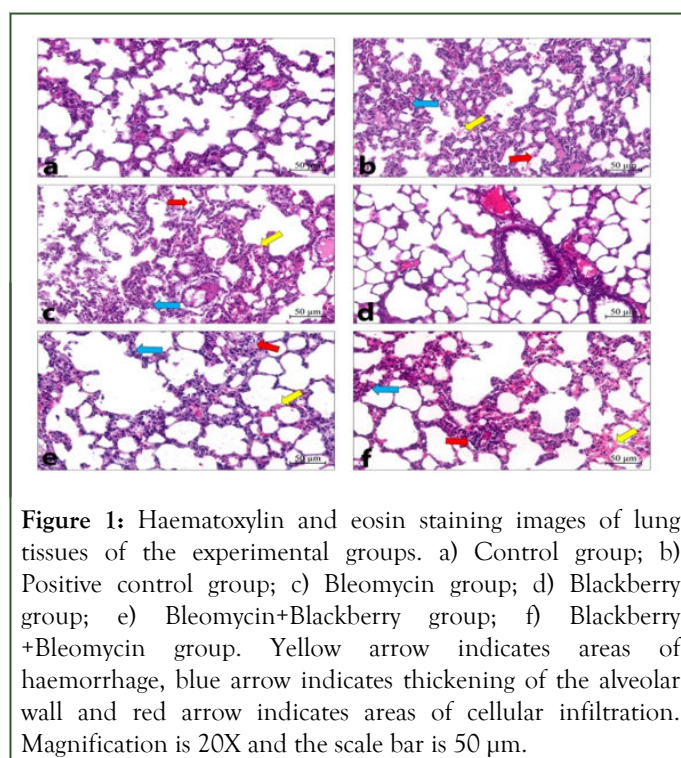 a
50 µm
b
50 µm
c
50 µm
d
50 µm
e
50 µm
f
50 µm
Figure 1: Haematoxylin and eosin staining images of lung
tissues of the experimental groups. a) Control group; b)
Positive control group; c) Bleomycin group; d) Blackberry
group; e) Bleomycin+Blackberry group; f) Blackberry
+Bleomycin group. Yellow arrow indicates areas of
haemorrhage, blue arrow indicates thickening of the alveolar
wall and red arrow indicates areas of cellular infiltration.
Magnification is 20X and the scale bar is 50 µm.